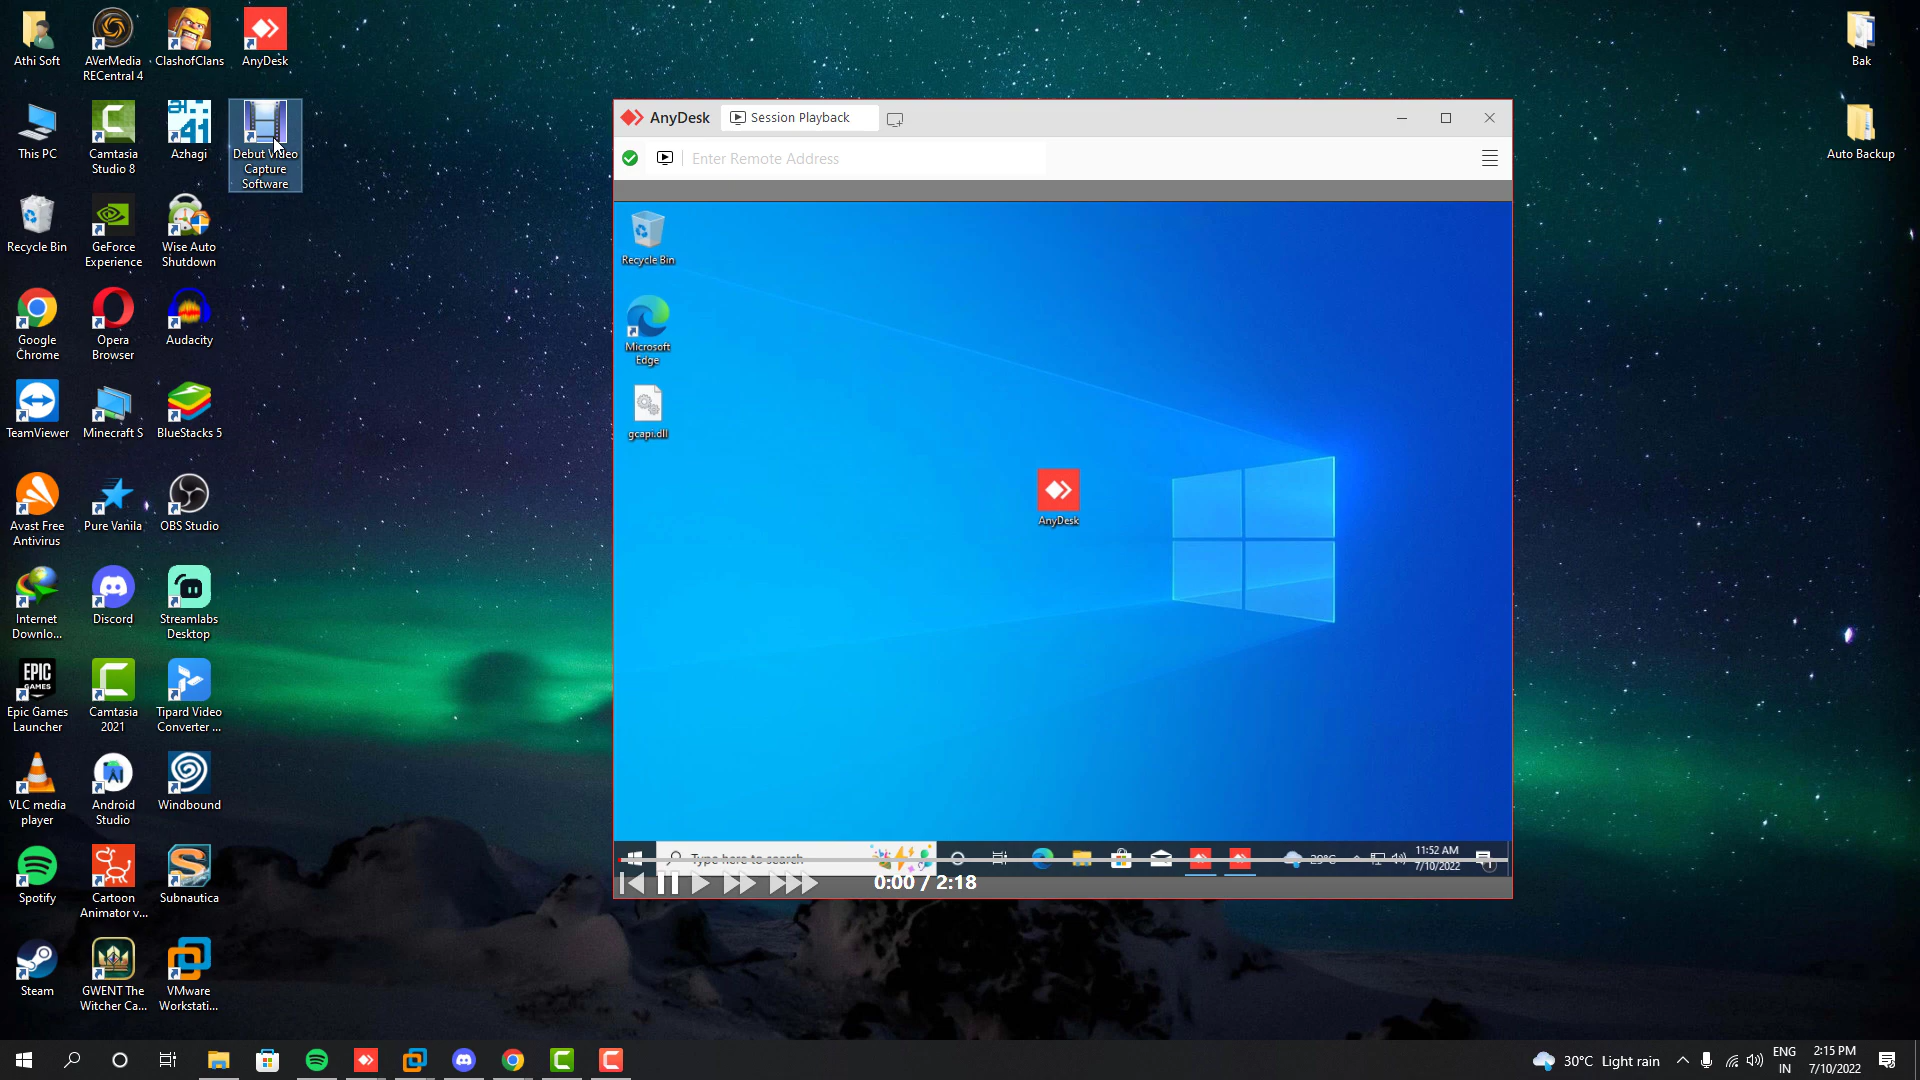 Athi Soft
AVerMedia
RECentral 4
ClashofClans
AnyDesk
This PC
Camtasia
Studio 8
Azhagi
Debut Video
Capture
Software
Recycle Bin
GeForce
Experience
Wise Auto
Shutdown
Google
Chrome
Opera
Browser
Audacity
TeamViewer
Minecraft S
BlueStacks 5
Avast Free
Antivirus
Pure Vanila
OBS Studio
Internet
Downlo...
Discord
Streamlabs
Desktop
EPIC
GAMES
Epic Games
Launcher
Camtasia
2021
Tipard Video
Converter ...
VLC media
player
Android
Studio
Windbound
Spotify
Cartoon
Animator v...
Subnautica
Steam
GWENT The
Witcher Ca...
VMware
Workstati...
Bak
Auto Backup
AnyDesk
Session Playback
Enter Remote Address
Recycle Bin
Microsoft
Edge
gcapi.dll
AnyDesk
Type here to search
29°C
11:52 AM
7/10/2022
1
0:00 / 2:18
30°C Light rain
ENG
IN
2:15 PM
7/10/2022